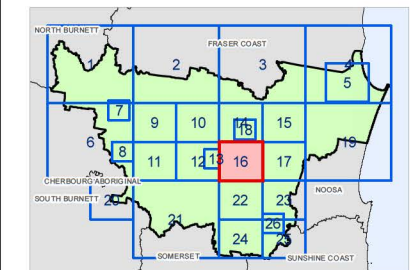 NORTH BURNETT
FRASER COAST
1 2 3 4
5
7
9 10 14 15
18
6 19
8
11 12 13 16 17
CHERBOURG ABORIGINAL
NOOSA
SOUTH BURNETT 20 22 23
21 26
24 25
SOMERSET SUNSHINE COAST